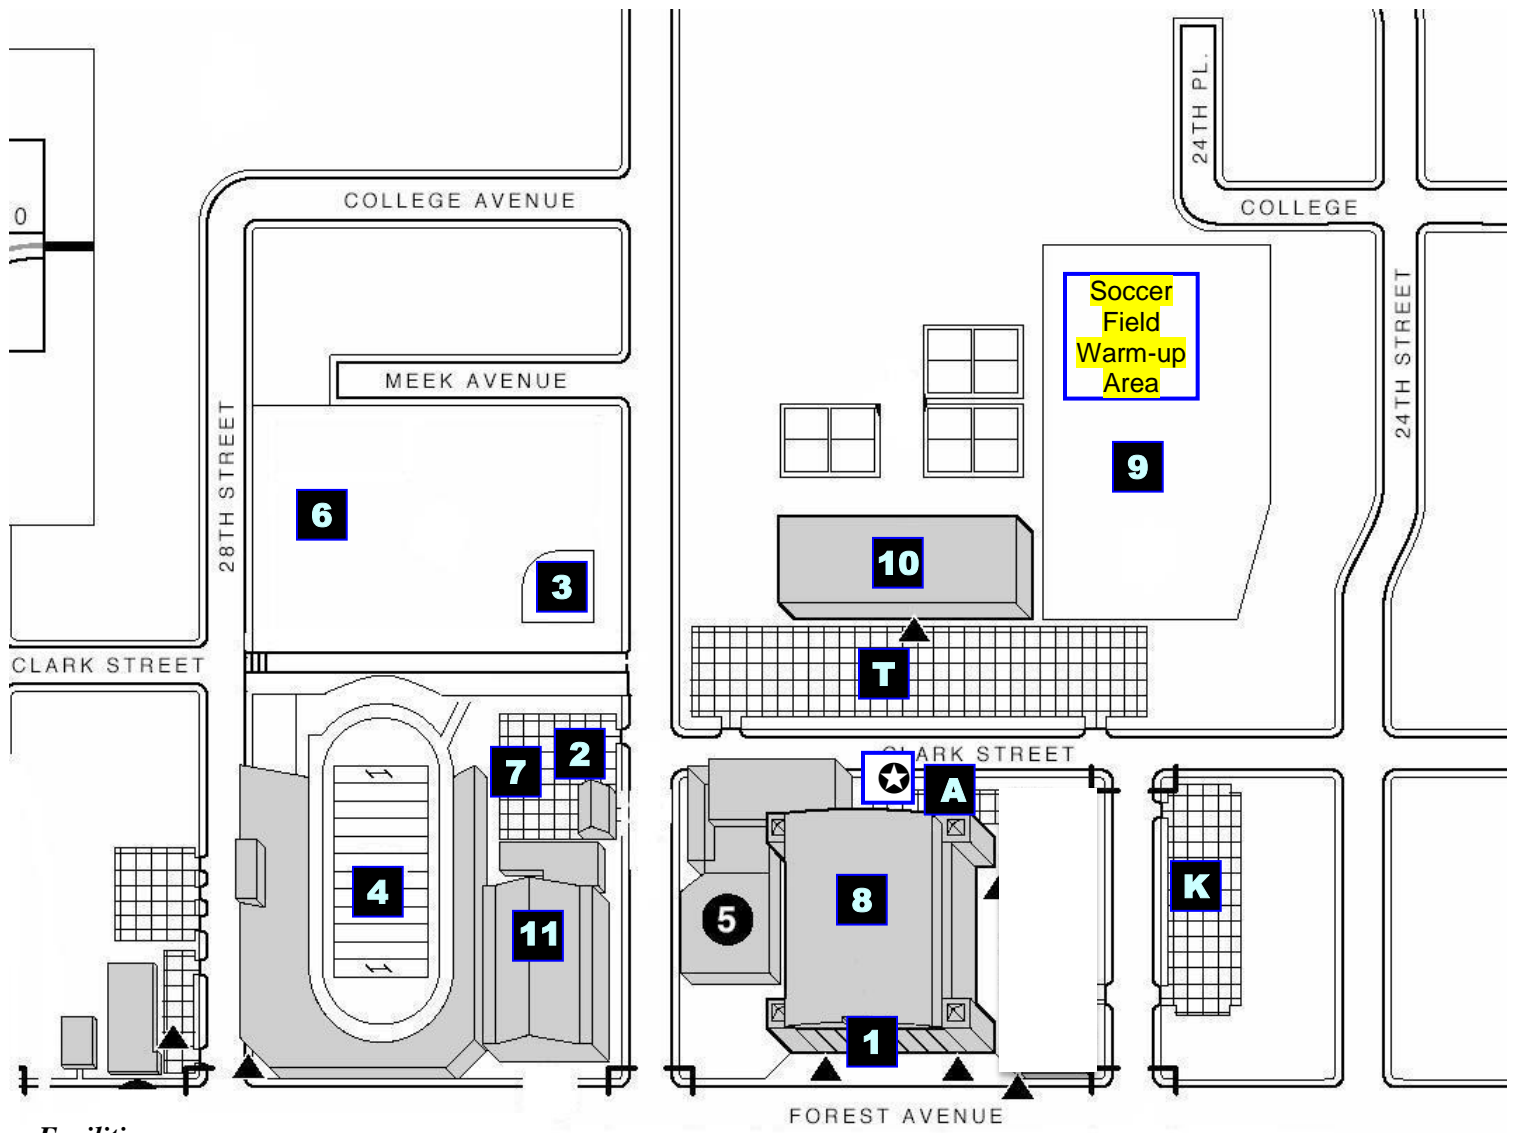 24TH PL.
COLLEGE AVENUE
COLLEGE
0
Soccer
Field
Warm-up
Area
24TH STREET
MEEK AVENUE
28TH STREET
9
6
10
3
CLARK STREET
T
2
7
CLARK STREET
A
4
8
K
5
11
1
FOREST AVENUE